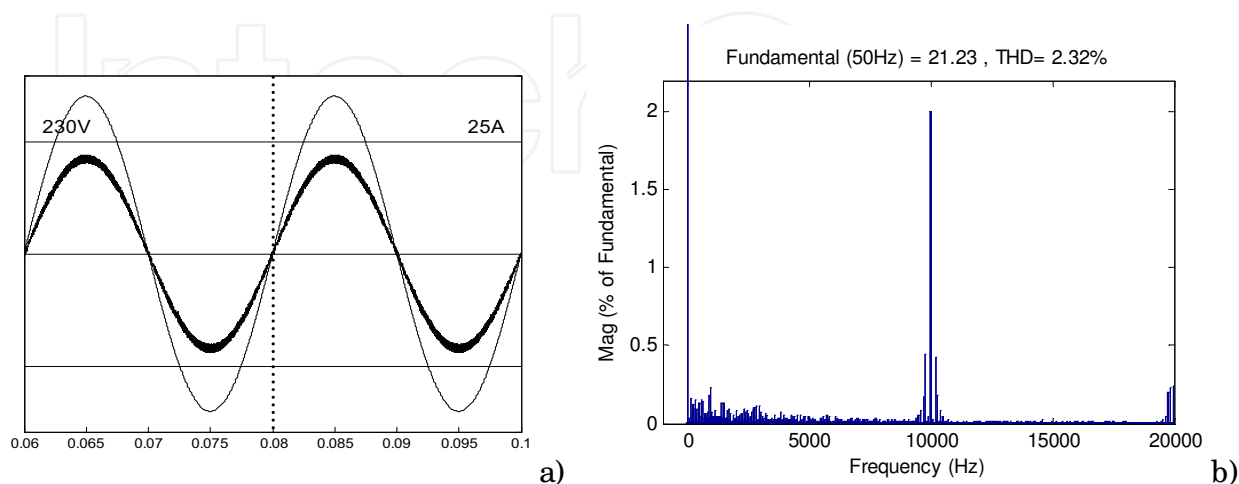 230V
25A
0.06 0.065 0.07 0.075 0.08 0.085 0.09 0.095 0.1
a)
Fundamental (50Hz) = 21.23 , THD= 2.32%
Mag (% of Fundamental)
2
1.5
1
0.5
0
0 5000 10000 15000 20000
Frequency (Hz)
b)